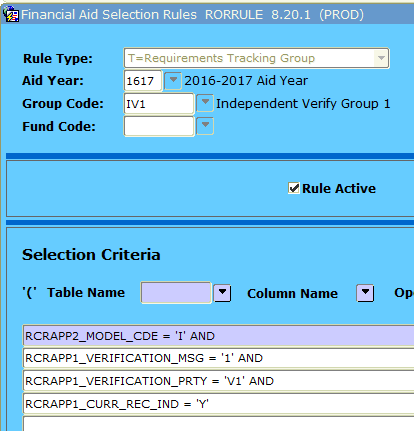 Financial Aid Selection Rules RORRULE 8.20.1 (PROD)
Rule Type: T=Requirements Tracking Group
Aid Year: 1617 2016-2017 Aid Year
Group Code: IV1 Independent Verify Group 1
Fund Code:
Rule Active
Selection Criteria
'(' Table Name Column Name Op
RCRAPP2_MODEL_CDE = 'I' AND
RCRAPP1_VERIFICATION_MSG = '1' AND
RCRAPP1_VERIFICATION_PRTY = 'V1' AND
RCRAPP1_CURR_REC_IND = 'Y'